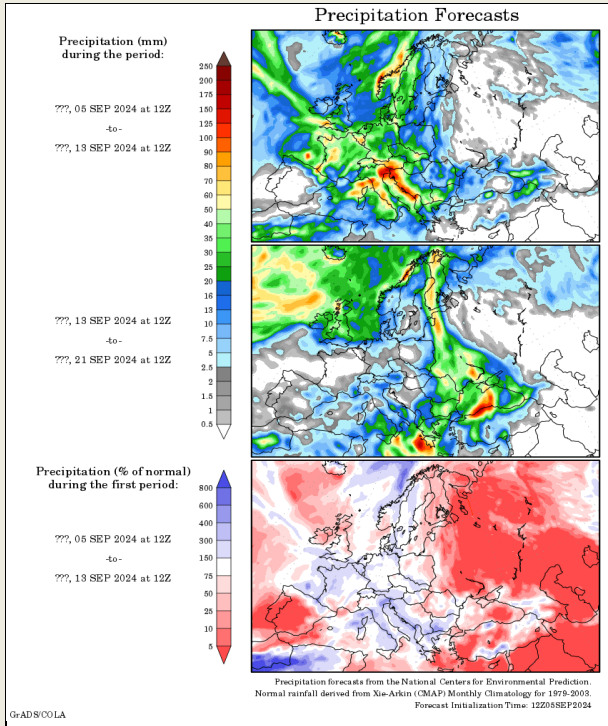 Precipitation Forecasts
Precipitation (mm)
during the period:
???, 05 SEP 2024 at 12Z
-to-
???, 13 SEP 2024 at 12Z
250
200
175
150
125
100
90
80
70
60
50
45
40
35
30
25
20
16
13
10
7.5
5
2.5
2
1.5
1
0.5
???, 13 SEP 2024 at 12Z
-to-
???, 21 SEP 2024 at 12Z
Precipitation (% of normal)
during the first period:
???, 05 SEP 2024 at 12Z
-to-
???, 13 SEP 2024 at 12Z
800
600
400
300
150
75
50
25
10
5
Precipitation forecasts from the National Centers for Environmental Prediction.
Normal rainfall derived from Xie-Arkin (CMAP) Monthly Climatology for 1979-2003.
Forecast Initialization Time: 12Z05SEP2024
GrADS/COLA